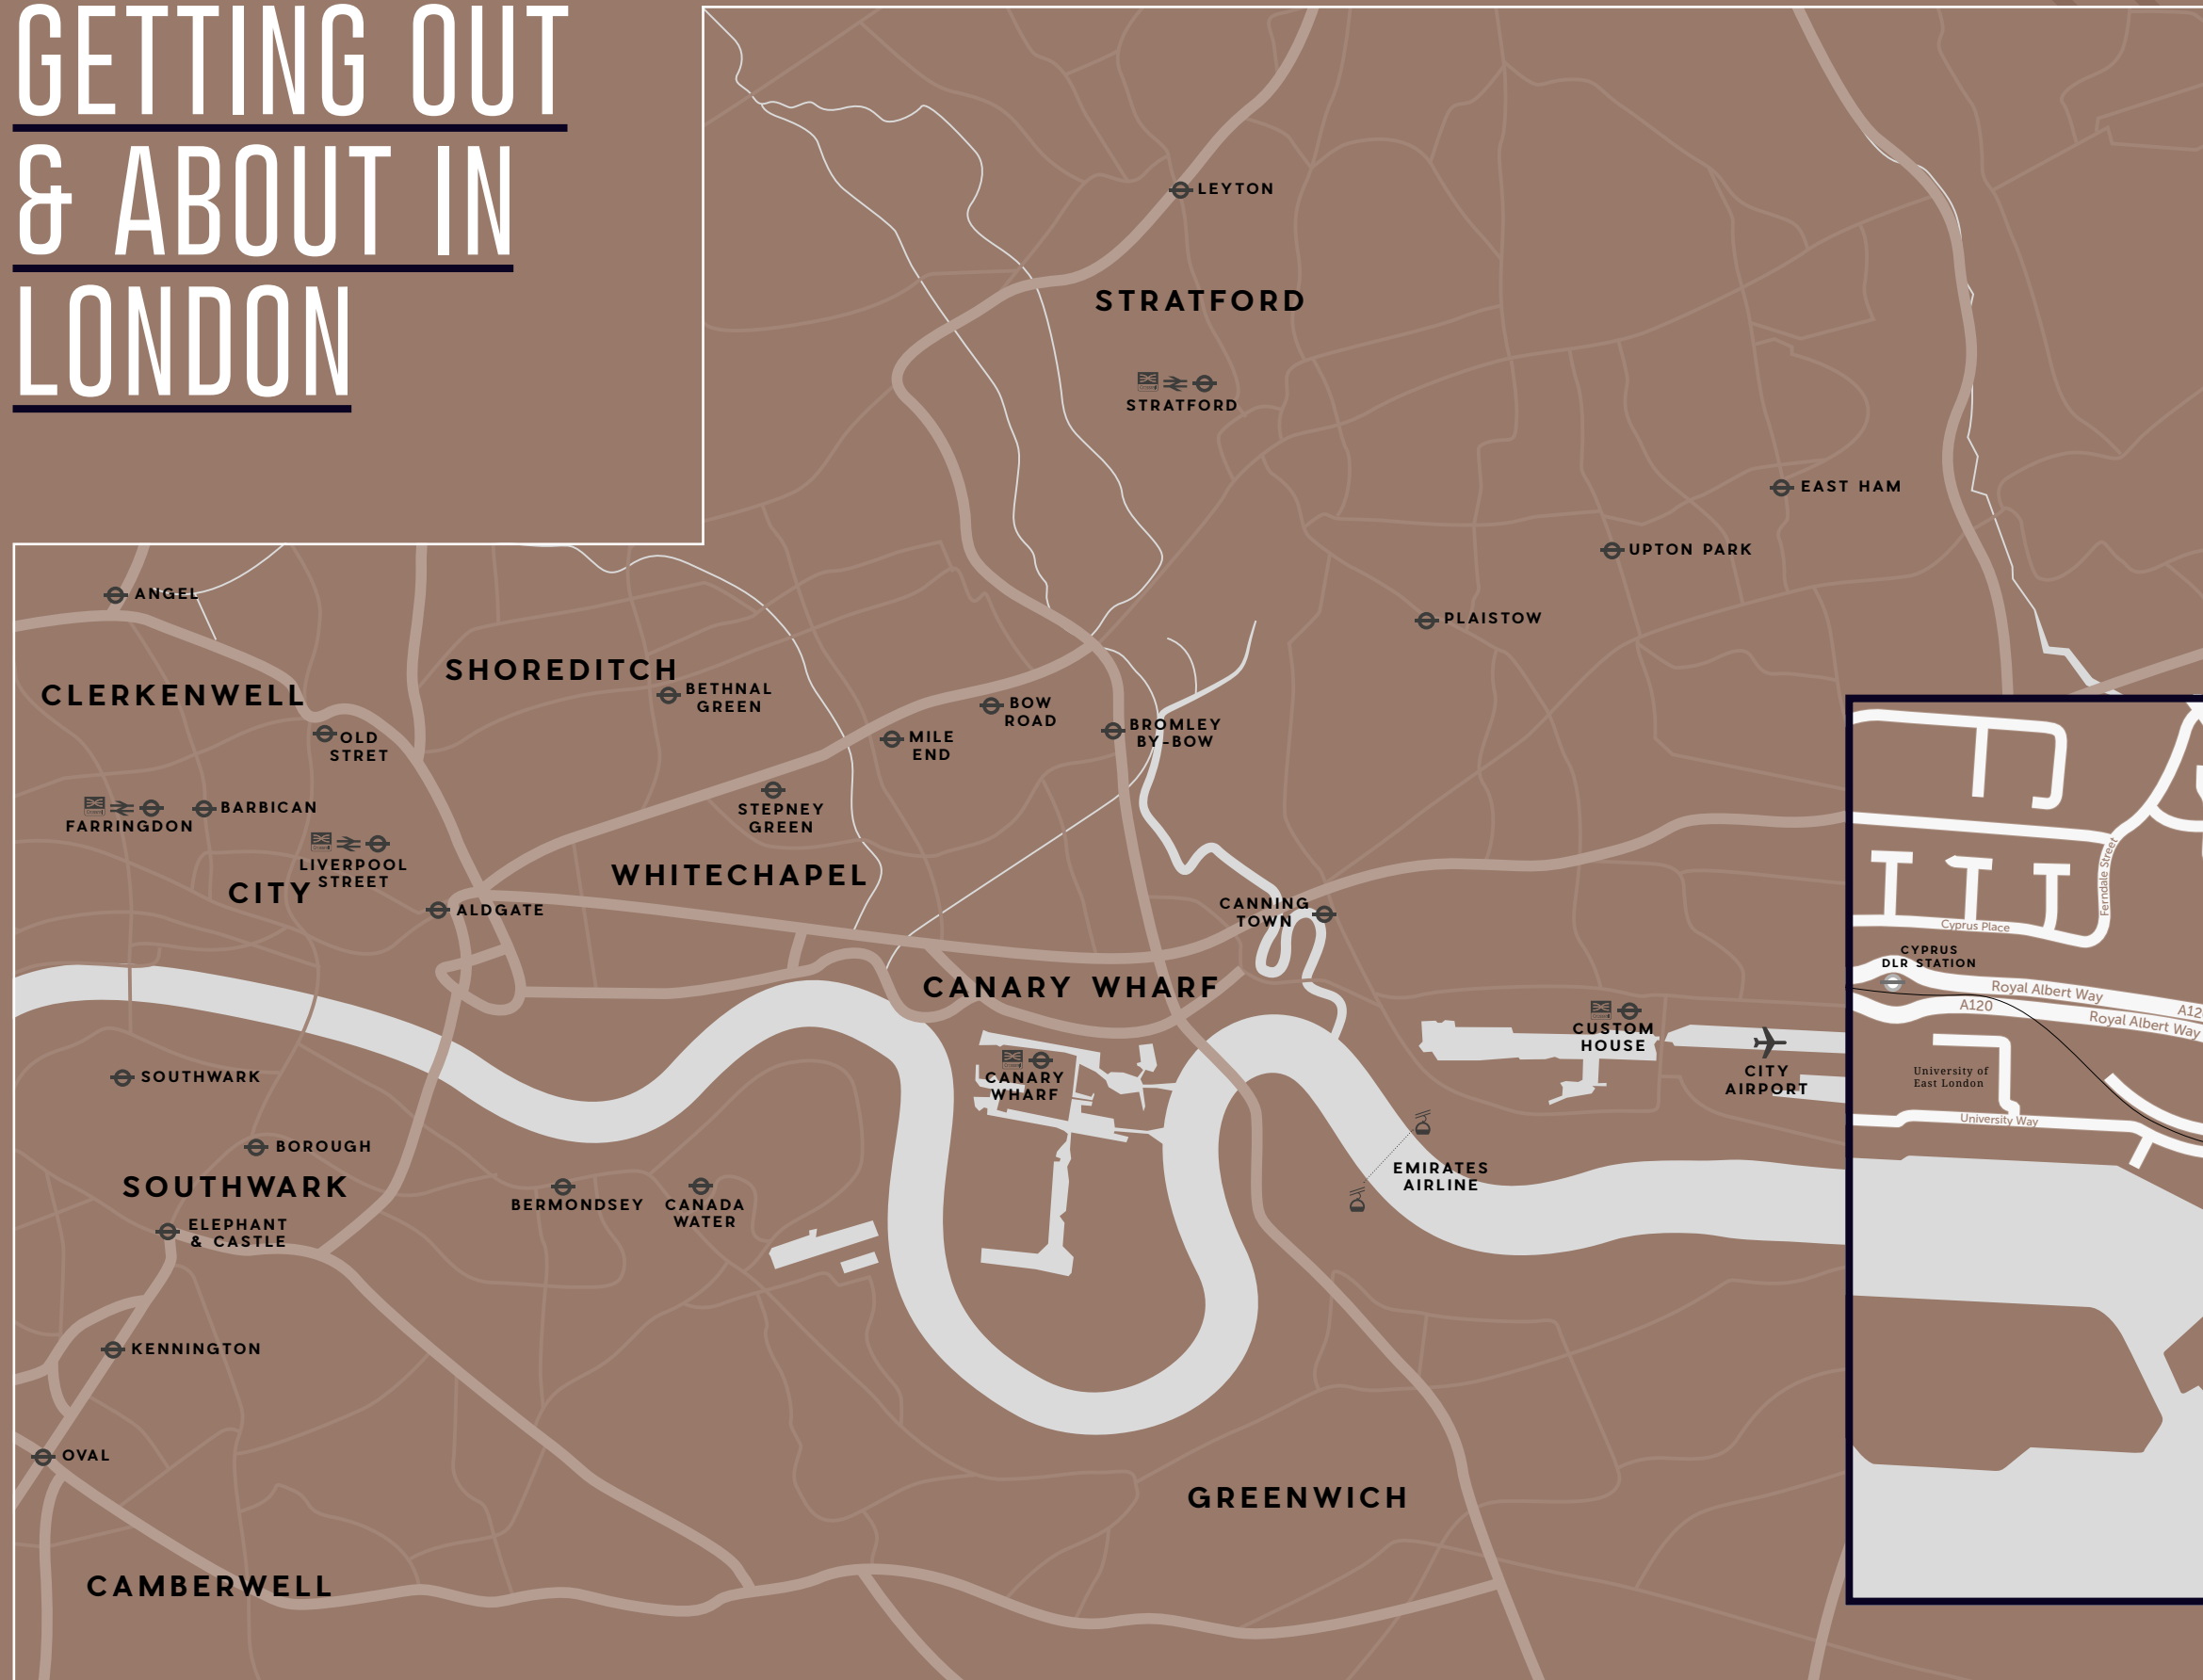 GETTING OUT
& ABOUT IN
LONDON
LEYTON
STRATFORD
STRATFORD
EAST HAM
UPTON PARK
PLAISTOW
ANGEL
SHOREDITCH
CLERKENWELL
BETHNAL
GREEN
BOW
ROAD
BROMLEY
BY-BOW
OLD
STRET
MILE
END
FARRINGDON
BARBICAN
STEPNEY
GREEN
LIVERPOOL
STREET
CITY
WHITECHAPEL
ALDGATE
CANNING
TOWN
CANARY WHARF
CUSTOM
HOUSE
CANARY
WHARF
CITY
AIRPORT
SOUTHWARK
BOROUGH
SOUTHWARK
EMIRATES
AIRLINE
BERMONDSEY
CANADA
WATER
ELEPHANT
& CASTLE
KENNINGTON
OVAL
GREENWICH
CAMBERWELL
Ferndale Street
Cyprus Place
CYPRUS
DLR STATION
Royal Albert Way
A120
A120
Royal Albert Way
University of
East London
University Way